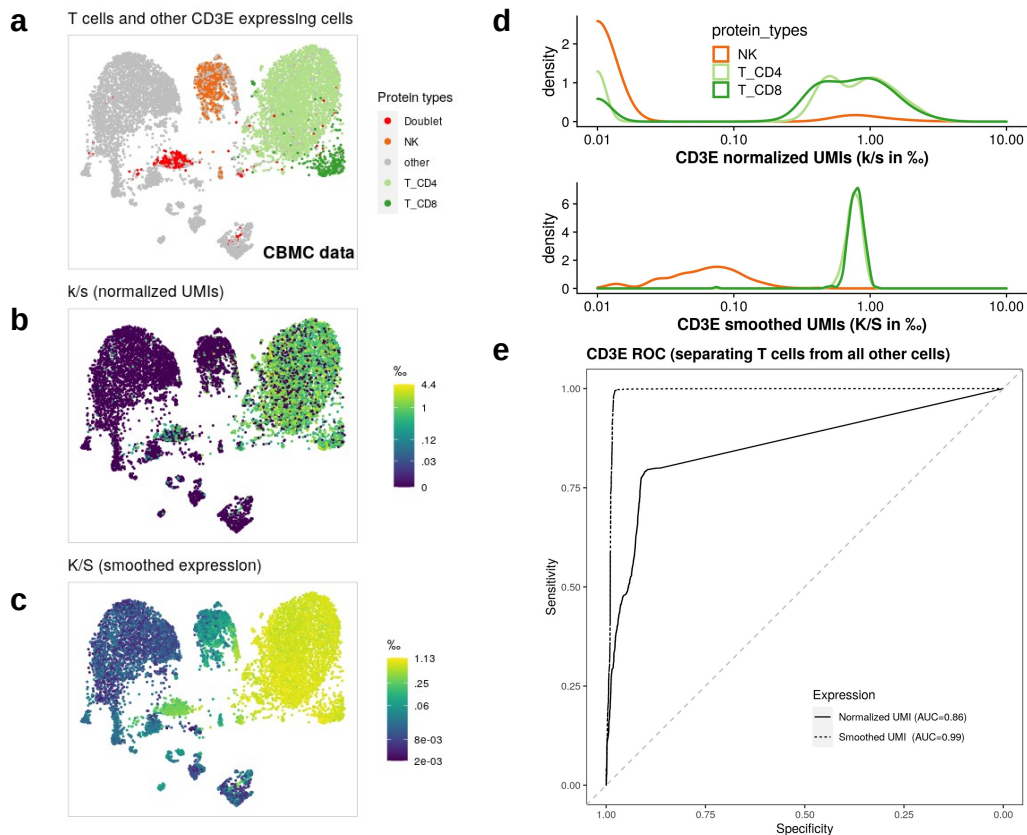 a
T cells and other CD3E expressing cells
Protein types
Doublet
NK
other
T_CD4
T_CD8
CBMC data
b
k/s (normalized UMIs)
‰
4.4
1
.12
.03
0
c
K/S (smoothed expression)
‰
1.13
.25
.06
8e-03
2e-03
d
protein_types
NK
T_CD4
T_CD8
density
2
1
0
0.01 0.10 1.00 10.00
CD3E normalized UMIs (k/s in ‰)
density
6
4
2
0
0.01 0.10 1.00 10.00
CD3E smoothed UMIs (K/S in ‰)
e
CD3E ROC (separating T cells from all other cells)
Sensitivity
1.00
0.75
0.50
0.25
0.00
Expression
Normalized UMI (AUC=0.86)
Smoothed UMI (AUC=0.99)
1.00 0.75 0.50 0.25 0.00
Specificity